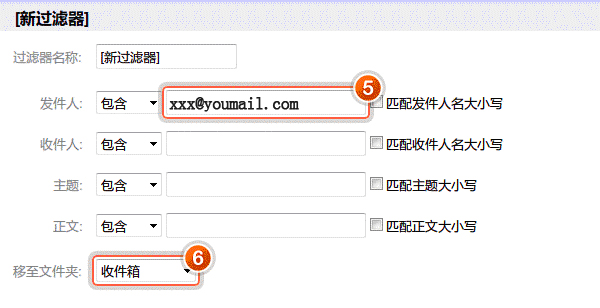 [新过滤器]
过滤器名称: [新过滤器]
发件人: 包含 xxx@youmail.com 5 匹配发件人名大小写
收件人: 包含 匹配收件人名大小写
主题: 包含 匹配主题大小写
正文: 包含 匹配正文大小写
移至文件夹: 收件箱 6